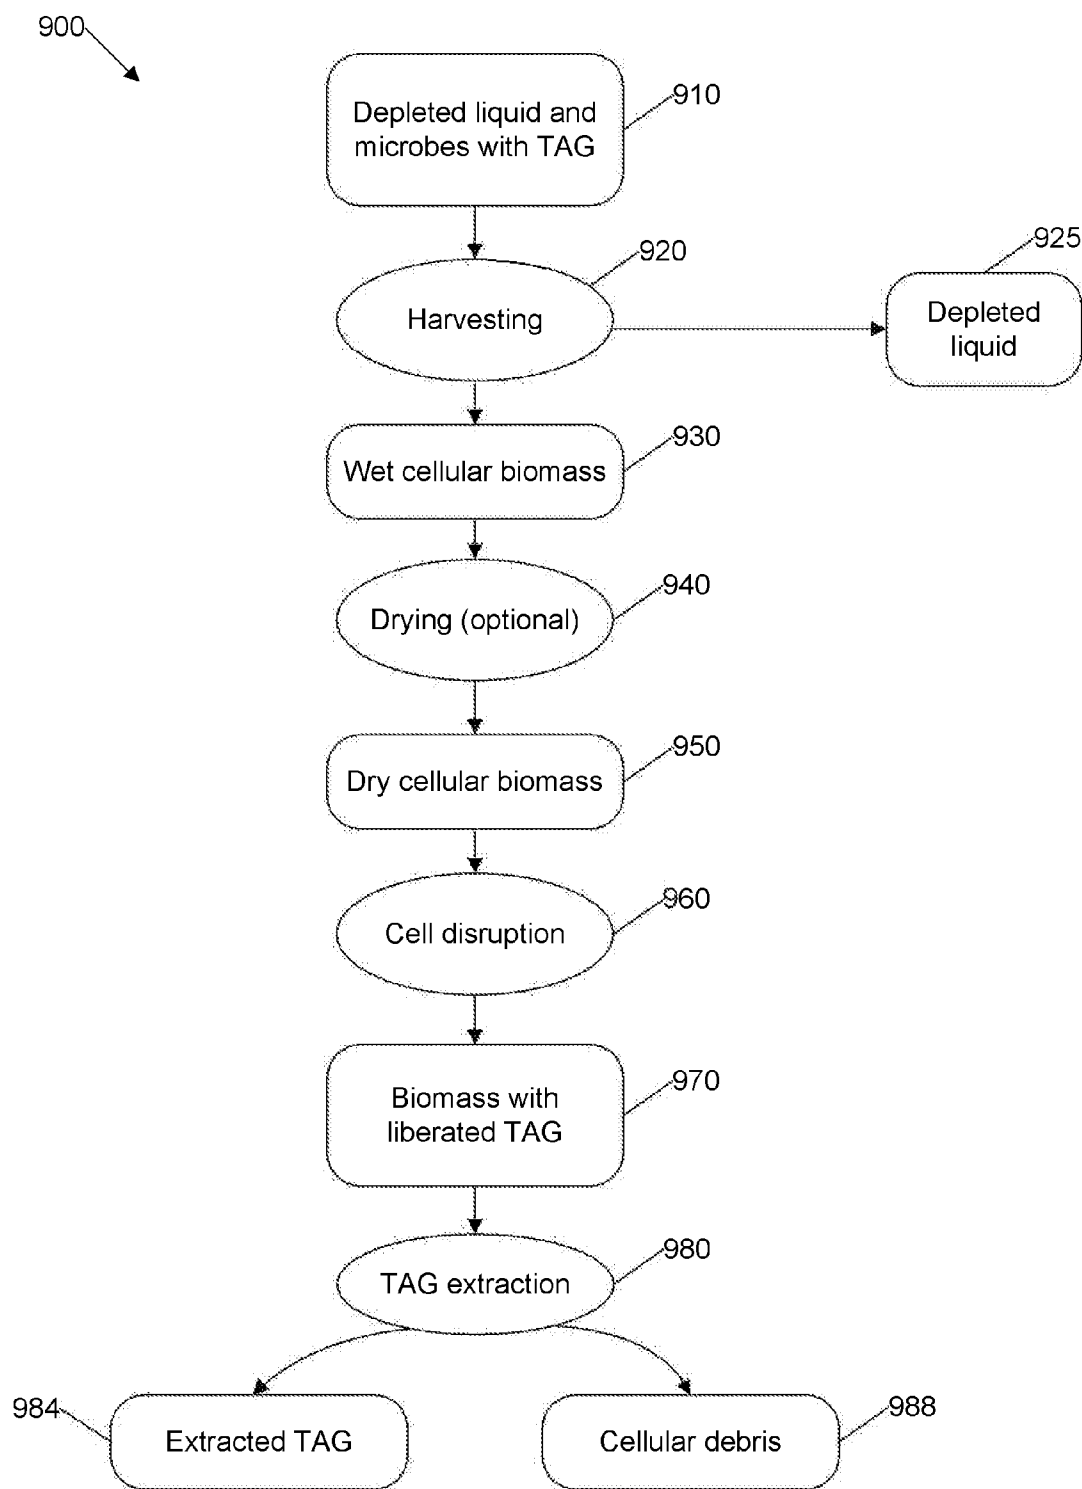 900
910
Depleted liquid and
microbes with TAG
920
925
Harvesting
Depleted
liquid
930
Wet cellular biomass
940
Drying (optional)
950
Dry cellular biomass
960
Cell disruption
970
Biomass with
liberated TAG
980
TAG extraction
984
988
Extracted TAG
Cellular debris